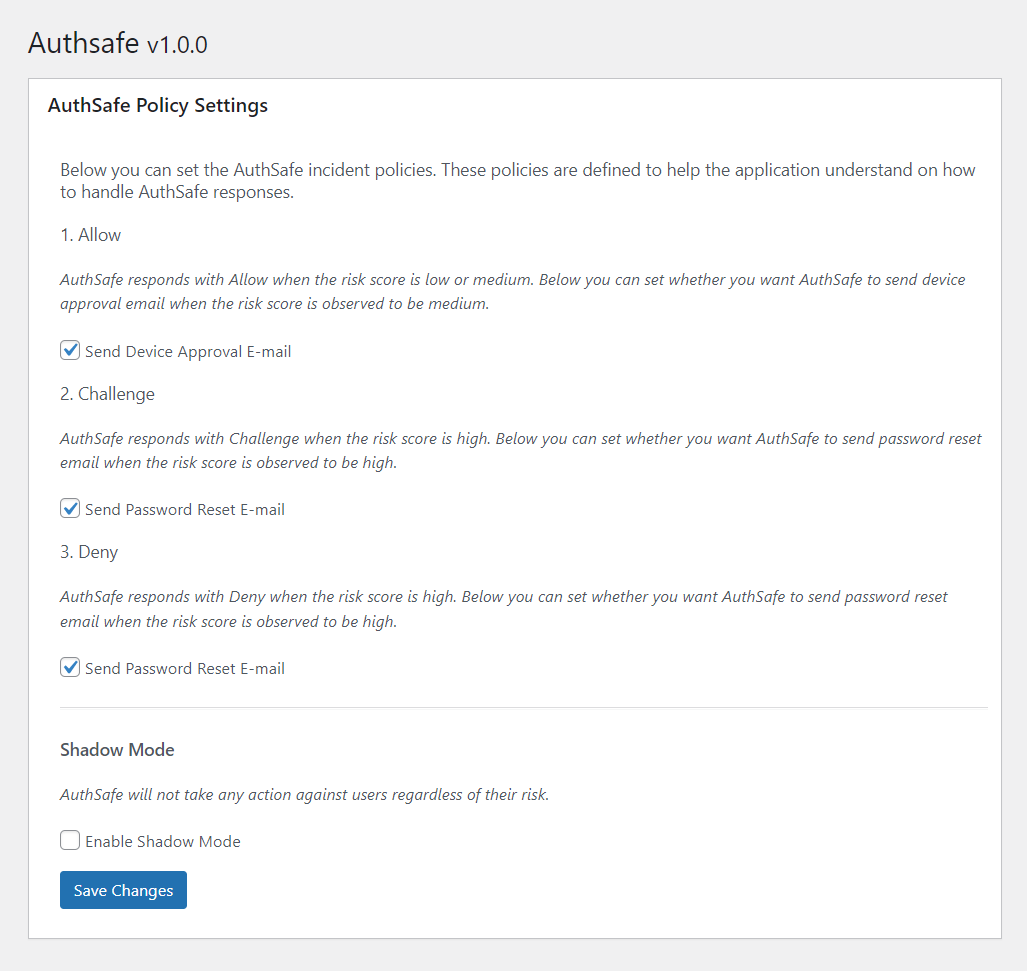 Authsafe v1.0.0
AuthSafe Policy Settings
Below you can set the AuthSafe incident policies. These policies are defined to help the application understand on how
to handle AuthSafe responses.
1. Allow
AuthSafe responds with Allow when the risk score is low or medium. Below you can set whether you want AuthSafe to send device
approval email when the risk score is observed to be medium.
Send Device Approval E-mail
2. Challenge
AuthSafe responds with Challenge when the risk score is high. Below you can set whether you want AuthSafe to send password reset
email when the risk score is observed to be high.
Send Password Reset E-mail
3. Deny
AuthSafe responds with Deny when the risk score is high. Below you can set whether you want AuthSafe to send password reset
email when the risk score is observed to be high.
Send Password Reset E-mail
Shadow Mode
AuthSafe will not take any action against users regardless of their risk.
Enable Shadow Mode
Save Changes